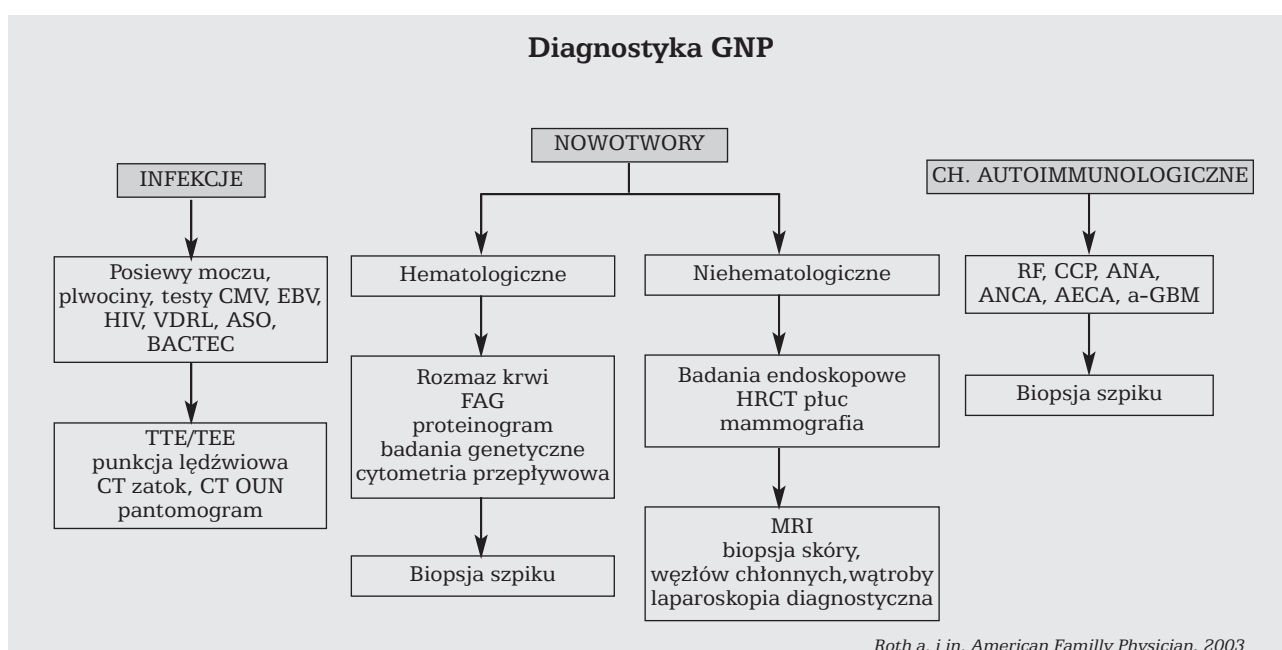 Diagnostyka GNP
INFEKCJE
Posiewy moczu,
plwociny, testy CMV, EBV,
HIV, VDRL, ASO,
BACTEC
TTE/TEE
punkcja lędźwiowa
CT zatok, CT OUN
pantomogram
NOWOTWORY
Hematologiczne
Rozmaz krwi
FAG
proteinogram
badania genetyczne
cytometria przepływowa
Biopsja szpiku
Niehematologiczne
Badania endoskopowe
HRCT płuc
mammografia
MRI
biopsja skóry,
węzłów chłonnych,wątroby
laparoskopia diagnostyczna
CH. AUTOIMMUNOLOGICZNE
RF, CCP, ANA,
ANCA, AECA, a-GBM
Biopsja szpiku
Roth a. i in. American Familly Physician. 2003